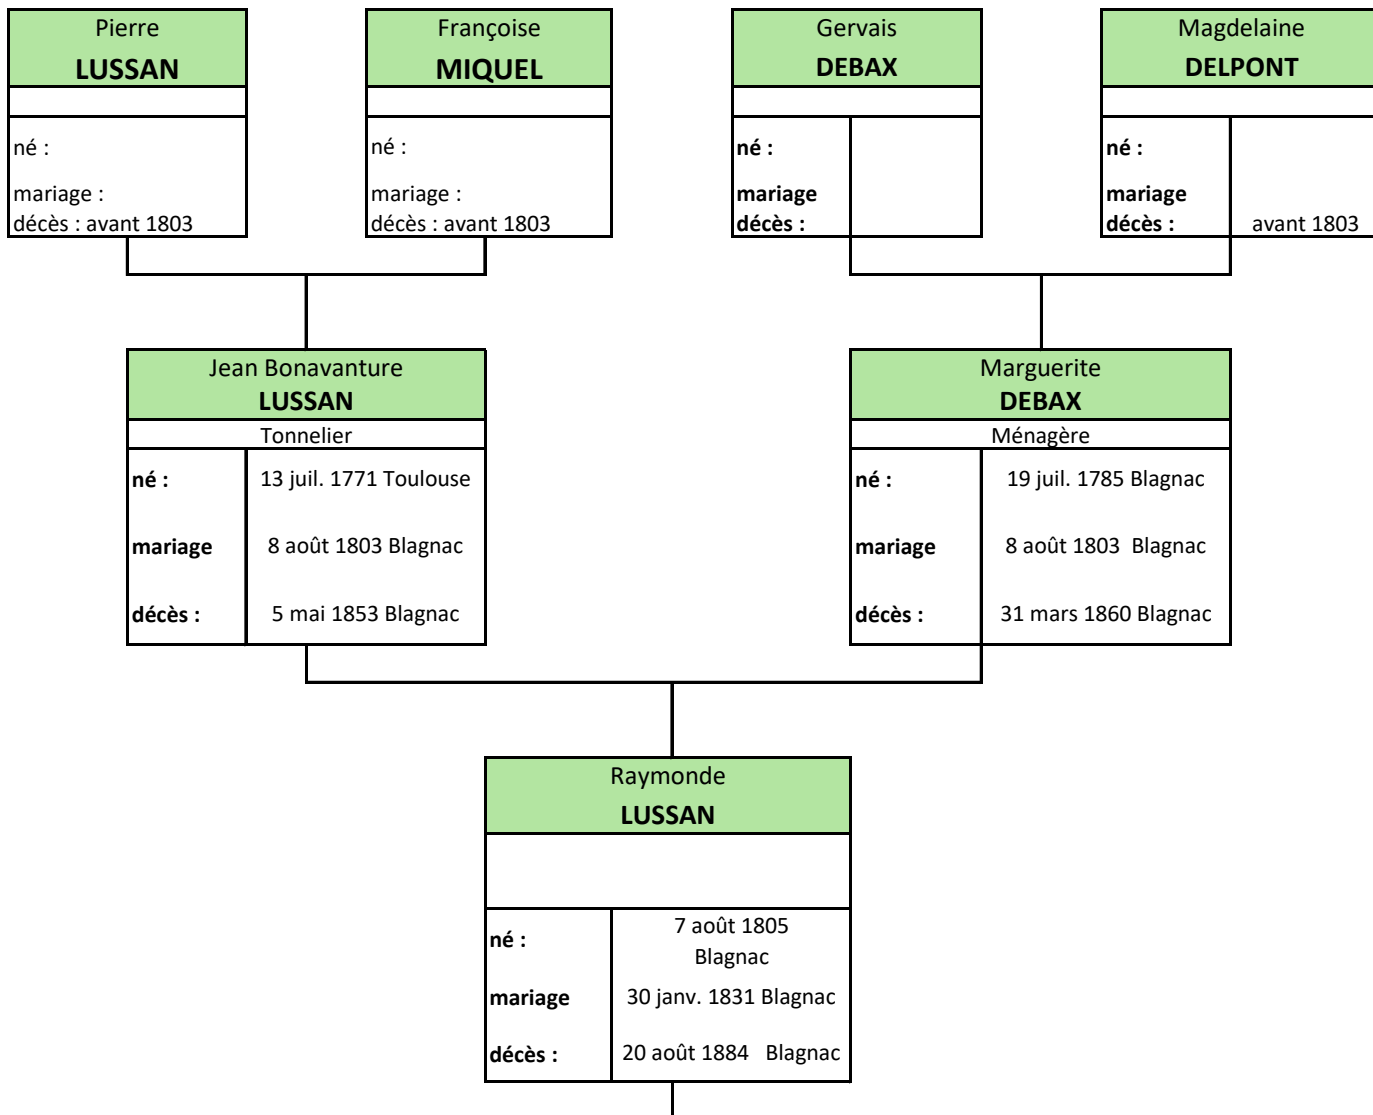 Pierre
LUSSAN
né :
mariage :
décès : avant 1803
Françoise
MIQUEL
né :
mariage :
décès : avant 1803
Gervais
DEBAX
né :
mariage
décès :
Magdelaine
DELPONT
né :
mariage
décès : avant 1803
Jean Bonavanture
LUSSAN
Tonnelier
né : 13 juil. 1771 Toulouse
mariage 8 août 1803 Blagnac
décès : 5 mai 1853 Blagnac
Marguerite
DEBAX
Ménagère
né : 19 juil. 1785 Blagnac
mariage 8 août 1803 Blagnac
décès : 31 mars 1860 Blagnac
Raymonde
LUSSAN
né : 7 août 1805
Blagnac
mariage 30 janv. 1831 Blagnac
décès : 20 août 1884 Blagnac